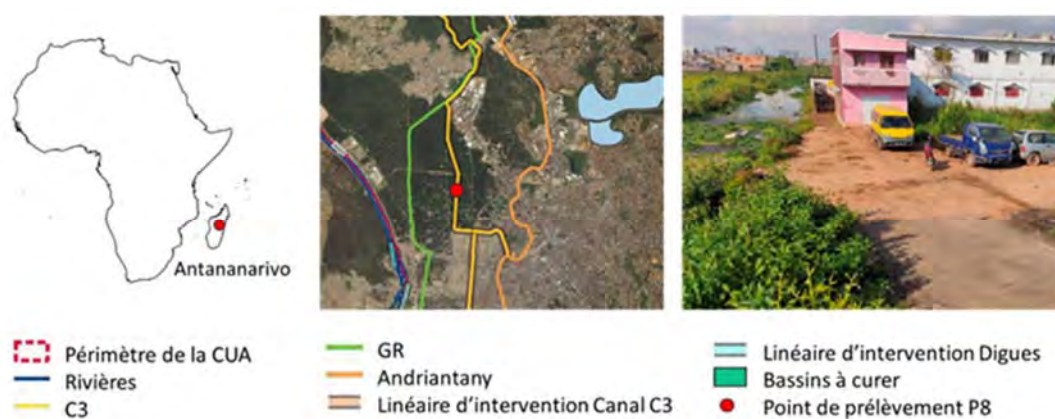 Antananarivo
Périmètre de la CUA
Rivières
C3
GR
Andriantany
Linéaire d'intervention Canal C3
Linéaire d'intervention Digues
Bassins à curer
Point de prélèvement P8